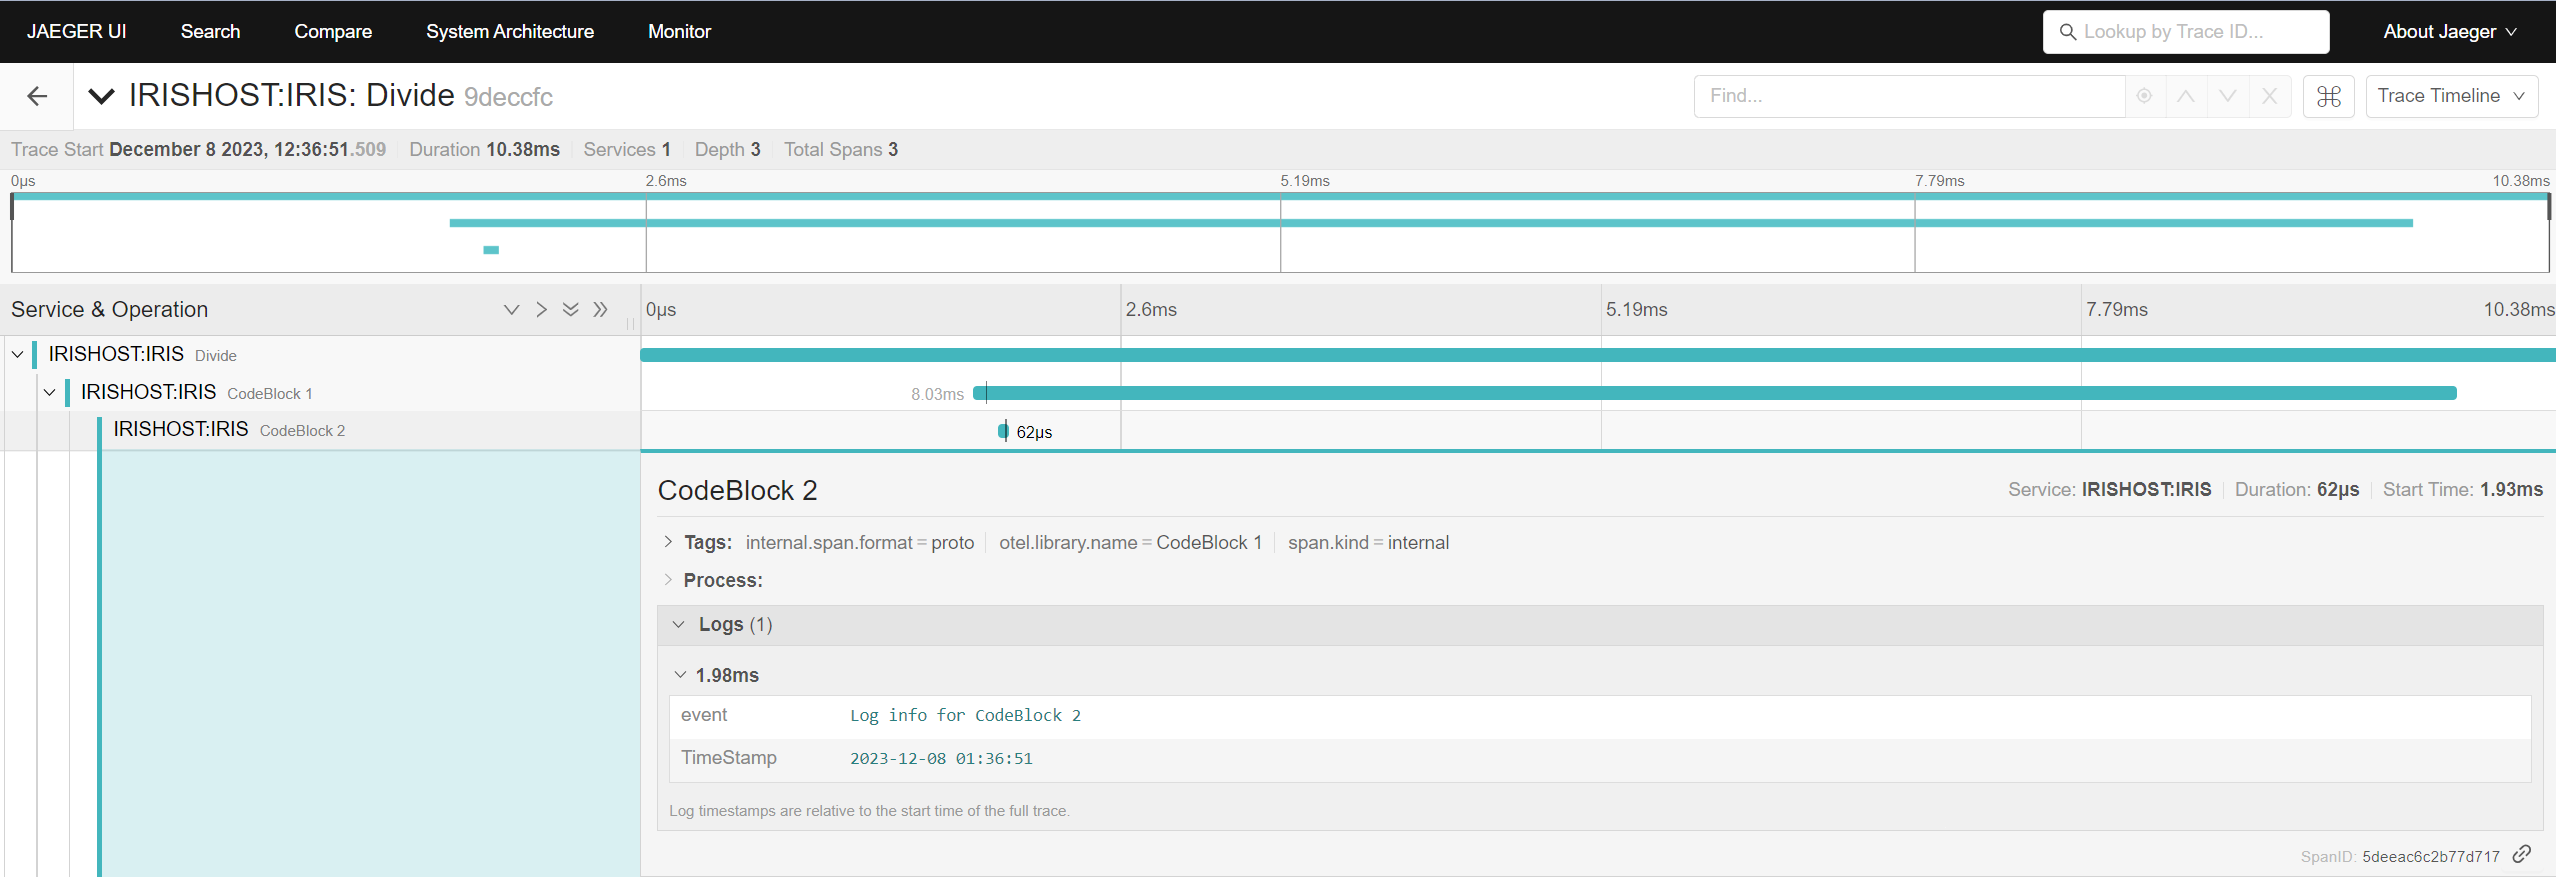 JAEGER UI Search Compare System Architecture Monitor Lookup by Trace ID... About Jaeger
IRISHOST:IRIS: Divide 9deccfc Find... Trace Timeline
Trace Start December 8 2023, 12:36:51.509 Duration 10.38ms Services 1 Depth 3 Total Spans 3
0μs 2.6ms 5.19ms 7.79ms 10.38ms
Service & Operation 0μs 2.6ms 5.19ms 7.79ms 10.38ms
IRISHOST:IRIS Divide
IRISHOST:IRIS CodeBlock 1 8.03ms
IRISHOST:IRIS CodeBlock 2 62μs
CodeBlock 2 Service: IRISHOST:IRIS Duration: 62μs Start Time: 1.93ms
Tags: internal.span.format = proto otel.library.name = CodeBlock 1 span.kind = internal
Process:
Logs (1)
1.98ms
event Log info for CodeBlock 2
TimeStamp 2023-12-08 01:36:51
Log timestamps are relative to the start time of the full trace.
SpanID: 5deeac6c2b77d717